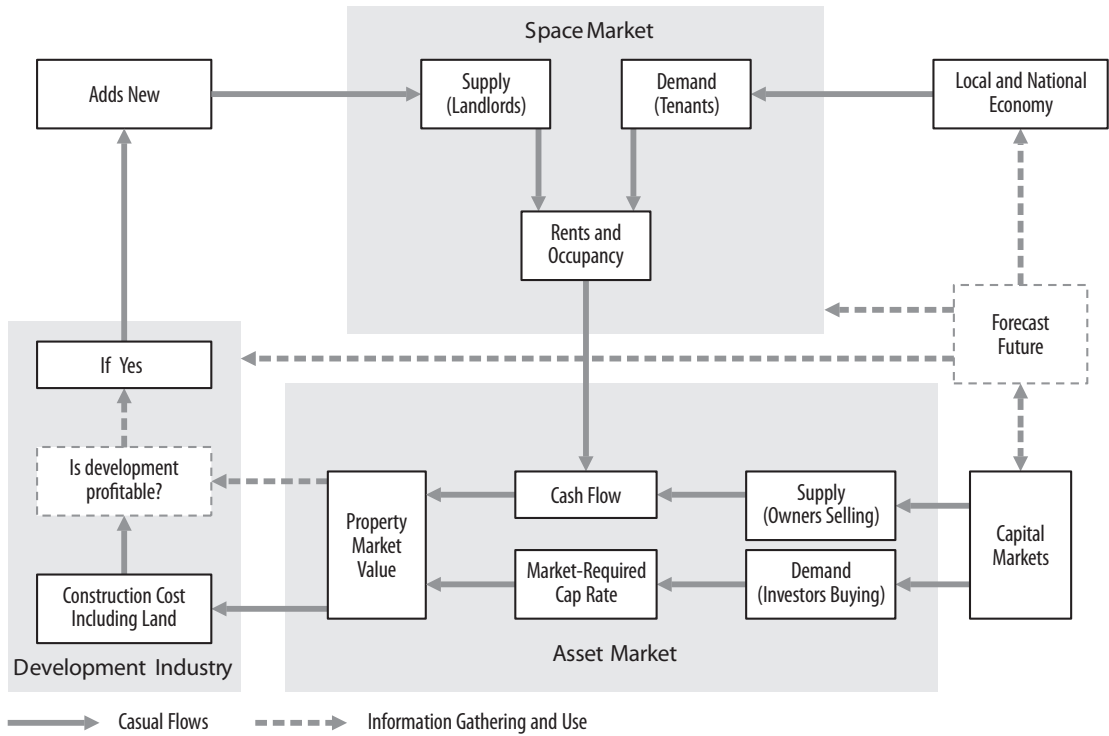 Space Market
Adds New
Supply
(Landlords)
Demand
(Tenants)
Local and National
Economy
Rents and
Occupancy
Forecast
Future
If Yes
Is development
profitable?
Construction Cost
Including Land
Development Industry
Property
Market
Value
Cash Flow
Market-Required
Cap Rate
Supply
(Owners Selling)
Demand
(Investors Buying)
Capital
Markets
Asset Market
Casual Flows
Information Gathering and Use